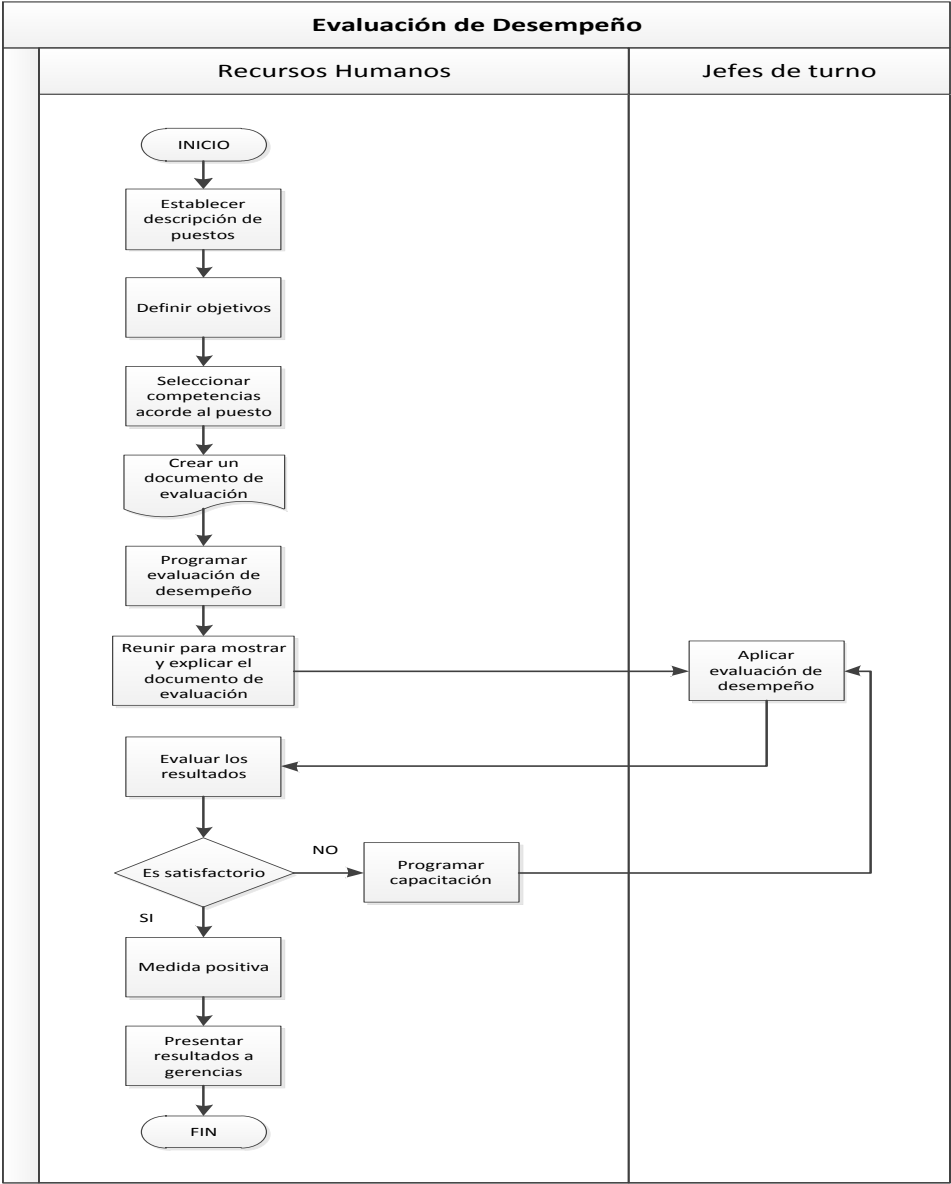 Evaluación de Desempeño
Recursos Humanos
Jefes de turno
INICIO
Establecer
descripción de
puestos
Definir objetivos
Seleccionar
competencias
acorde al puesto
Crear un
documento de
evaluación
Programar
evaluación de
desempeño
Reunir para mostrar
y explicar el
documento de
evaluación
Aplicar
evaluación de
desempeño
Evaluar los
resultados
Es satisfactorio
NO
Programar
capacitación
SI
Medida positiva
Presentar
resultados a
gerencias
FIN